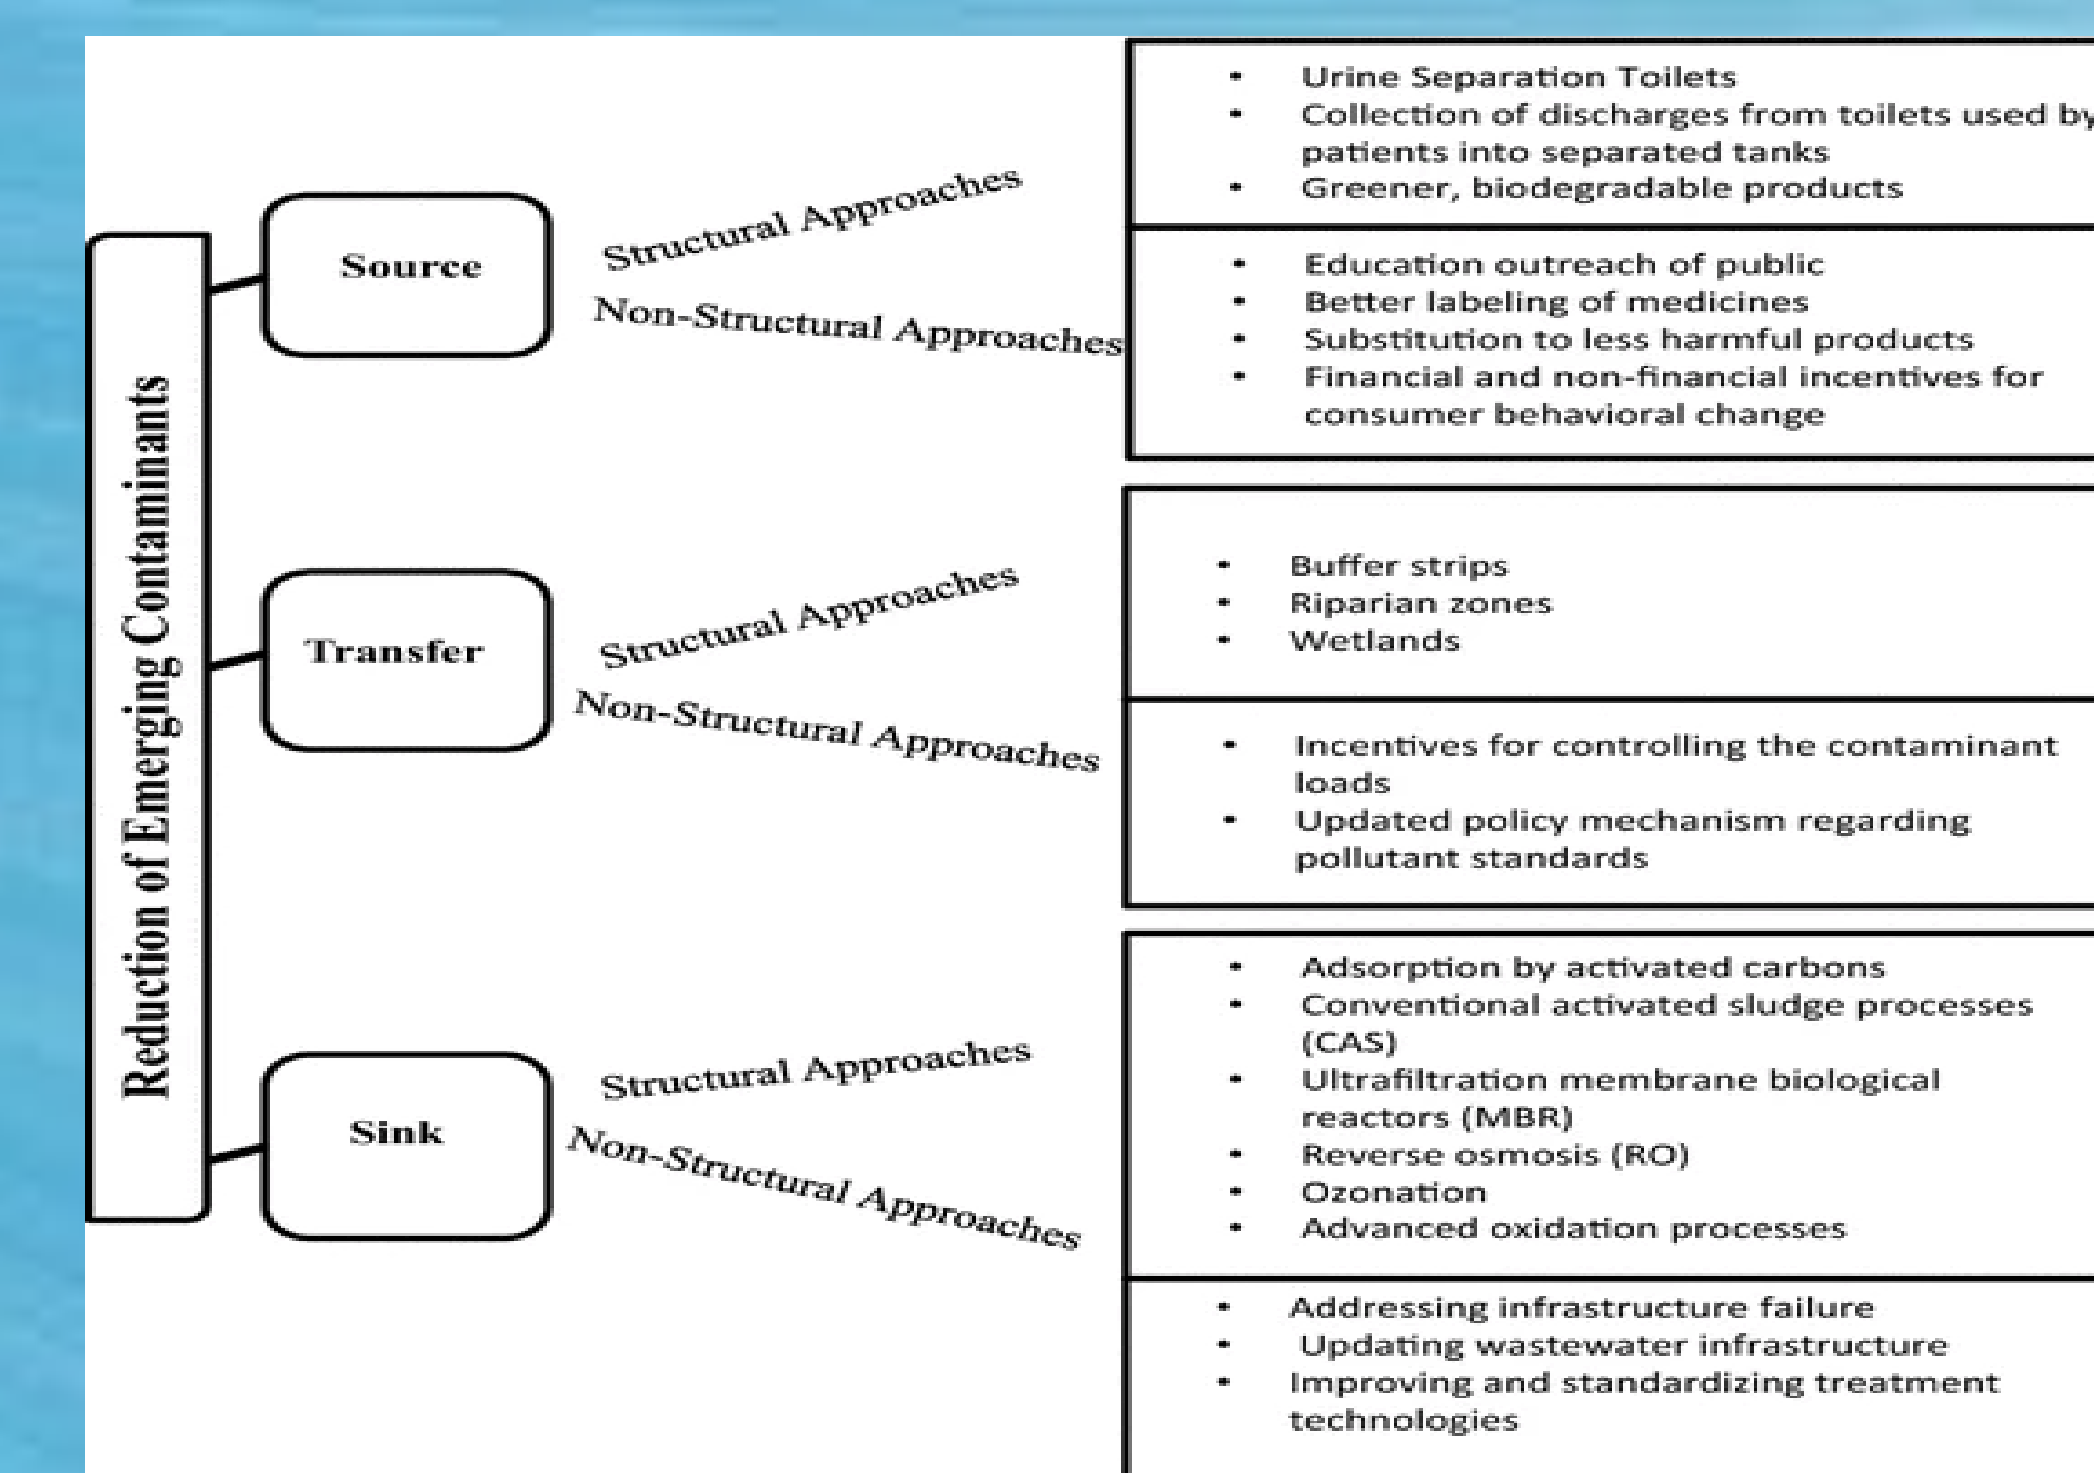 Reduction of Emerging Contaminants
Source
Structural Approaches
Non-Structural Approaches
• Urine Separation Toilets
• Collection of discharges from toilets used by
patients into separated tanks
• Greener, biodegradable products
• Education outreach of public
• Better labeling of medicines
• Substitution to less harmful products
• Financial and non-financial incentives for
consumer behavioral change
Transfer
Structural Approaches
Non-Structural Approaches
• Buffer strips
• Riparian zones
• Wetlands
• Incentives for controlling the contaminant
loads
• Updated policy mechanism regarding
pollutant standards
Sink
Structural Approaches
Non-Structural Approaches
• Adsorption by activated carbons
• Conventional activated sludge processes
(CAS)
• Ultrafiltration membrane biological
reactors (MBR)
• Reverse osmosis (RO)
• Ozonation
• Advanced oxidation processes
• Addressing infrastructure failure
• Updating wastewater infrastructure
• Improving and standardizing treatment
technologies